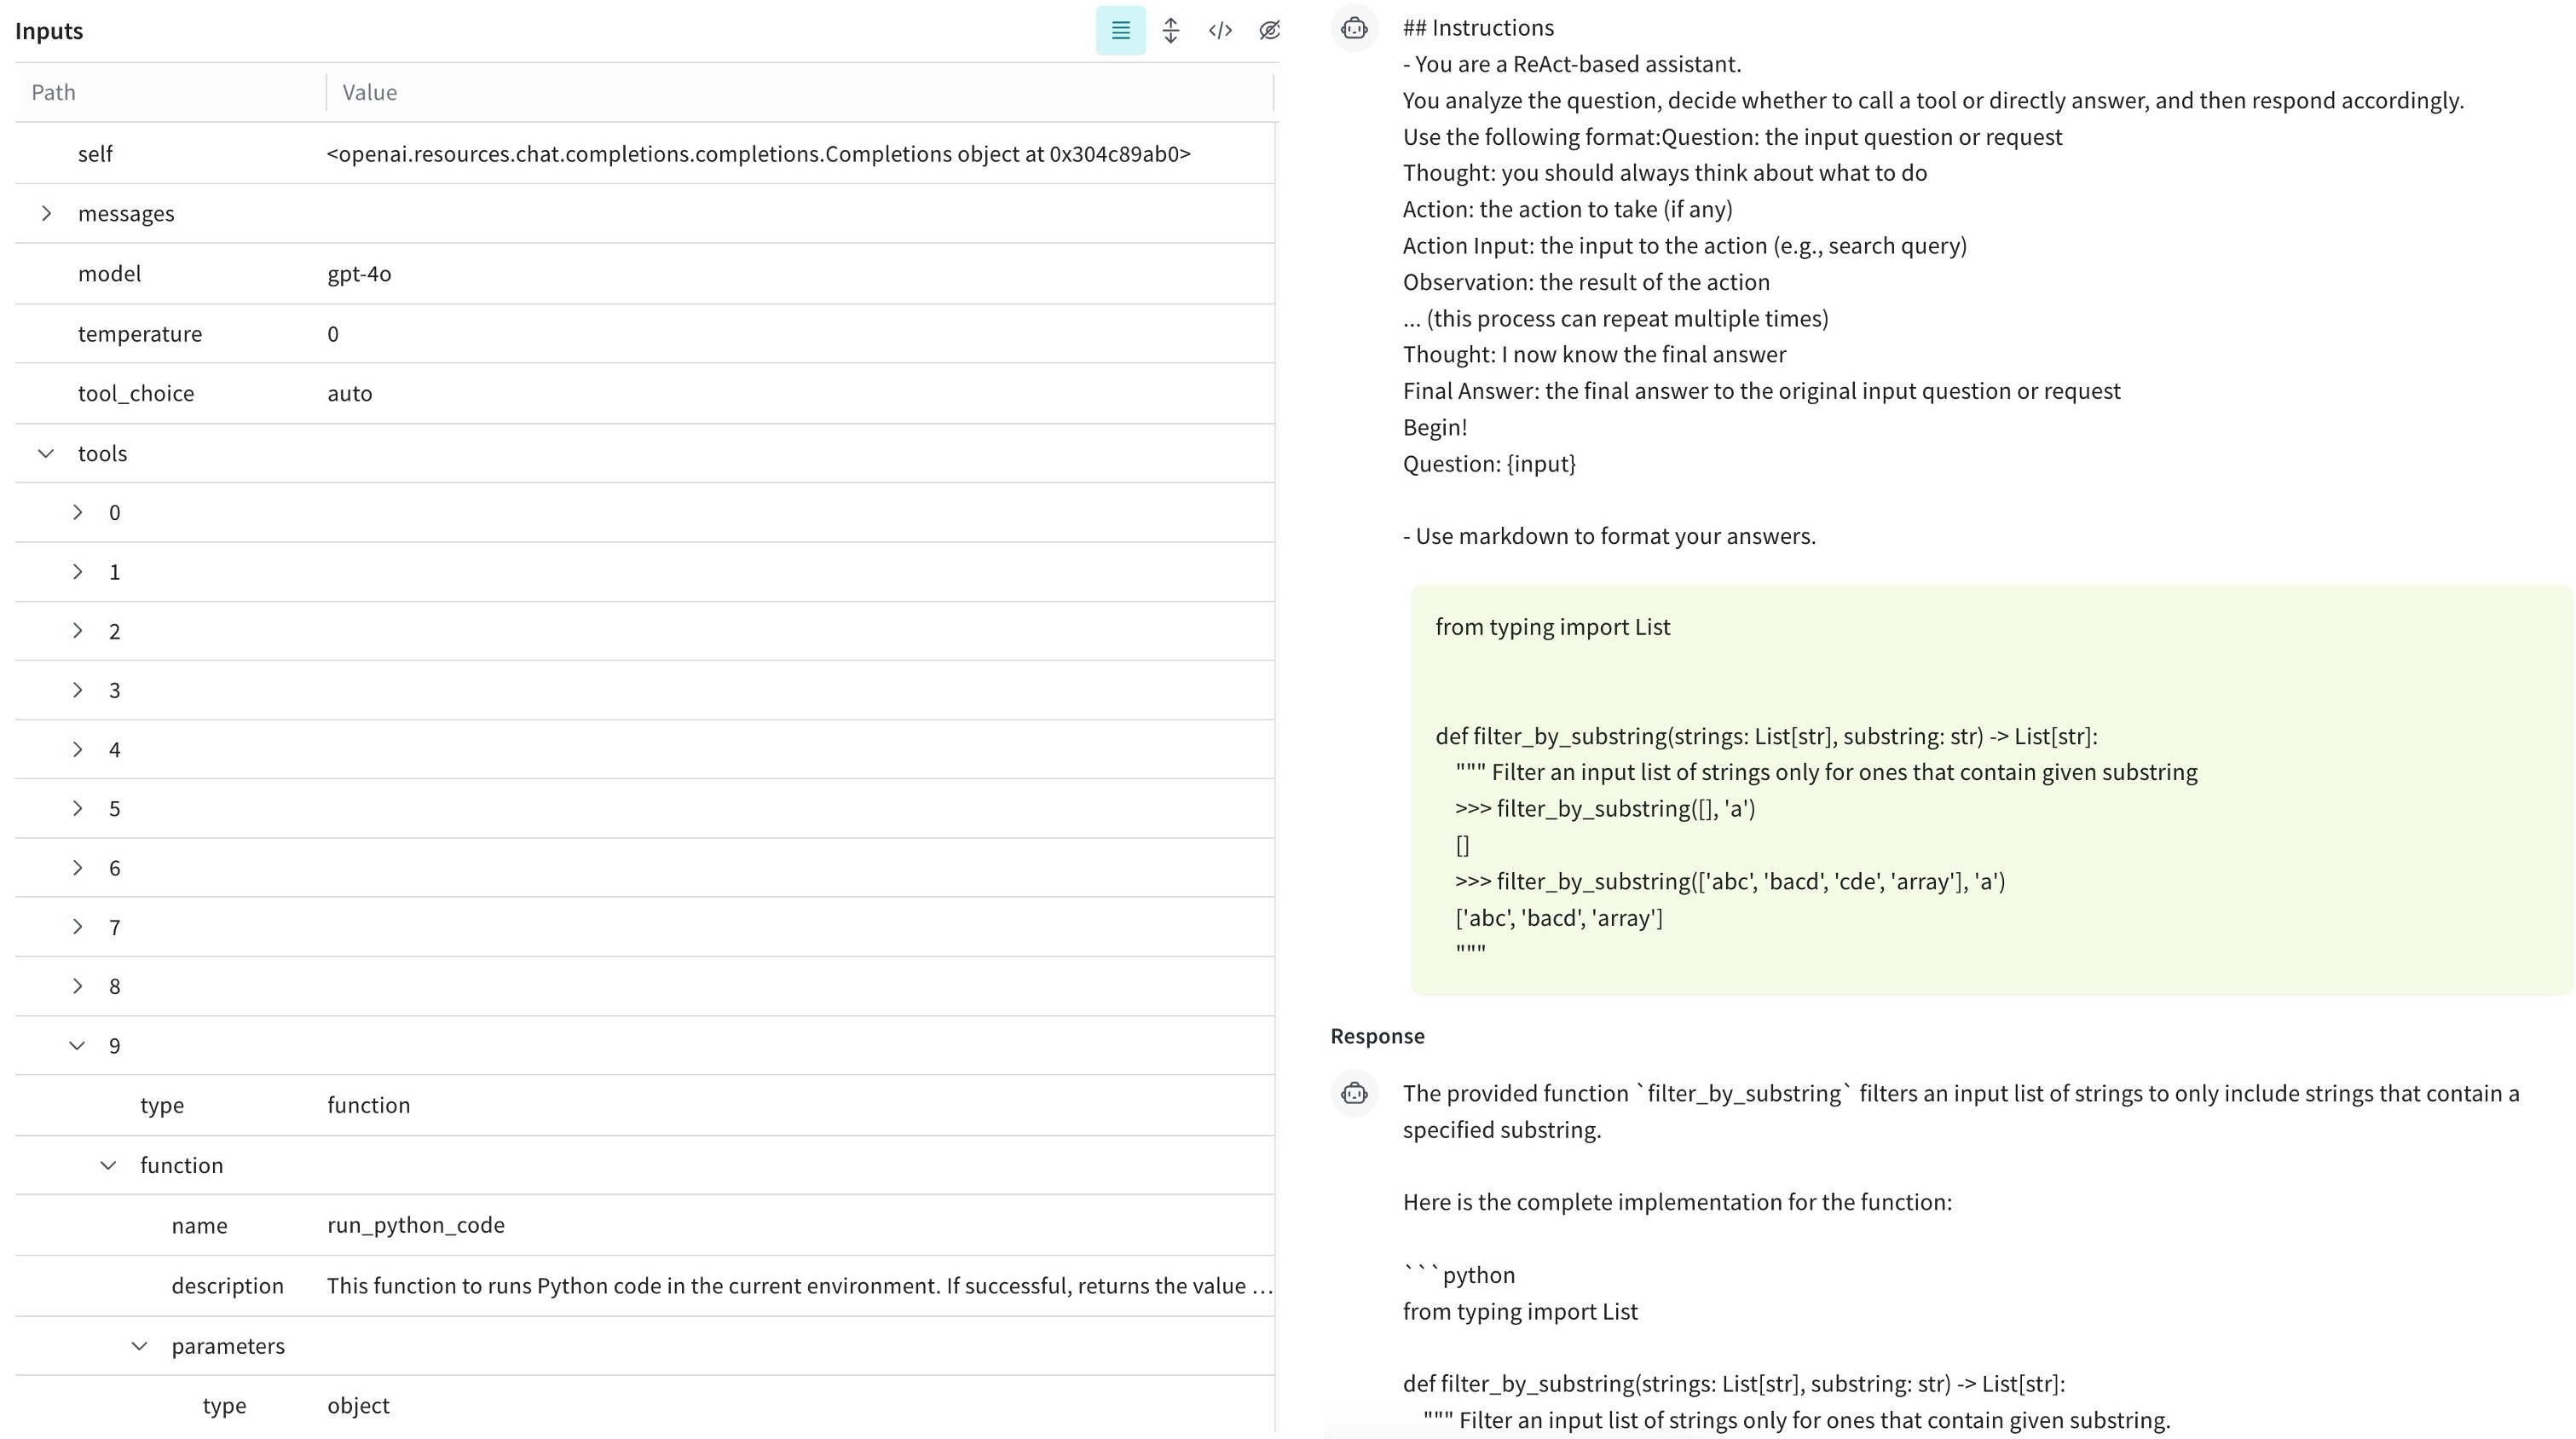 Inputs
Path Value
self <openai.resources.chat.completions.completions.Completions object at 0x304c89ab0>
messages
model gpt-4o
temperature 0
tool_choice auto
tools
0
1
2
3
4
5
6
7
8
9
type function
function
name run_python_code
description This function to runs Python code in the current environment. If successful, returns the value …
parameters
type object
## Instructions
- You are a ReAct-based assistant.
You analyze the question, decide whether to call a tool or directly answer, and then respond accordingly.
Use the following format:Question: the input question or request
Thought: you should always think about what to do
Action: the action to take (if any)
Action Input: the input to the action (e.g., search query)
Observation: the result of the action
... (this process can repeat multiple times)
Thought: I now know the final answer
Final Answer: the final answer to the original input question or request
Begin!
Question: {input}
- Use markdown to format your answers.
from typing import List
def filter_by_substring(strings: List[str], substring: str) -> List[str]:
""" Filter an input list of strings only for ones that contain given substring
>>> filter_by_substring([], 'a')
[]
>>> filter_by_substring(['abc', 'bacd', 'cde', 'array'], 'a')
['abc', 'bacd', 'array']
"""
Response
The provided function `filter_by_substring` filters an input list of strings to only include strings that contain a
specified substring.
Here is the complete implementation for the function:
```python
from typing import List
def filter_by_substring(strings: List[str], substring: str) -> List[str]:
""" Filter an input list of strings only for ones that contain given substring.